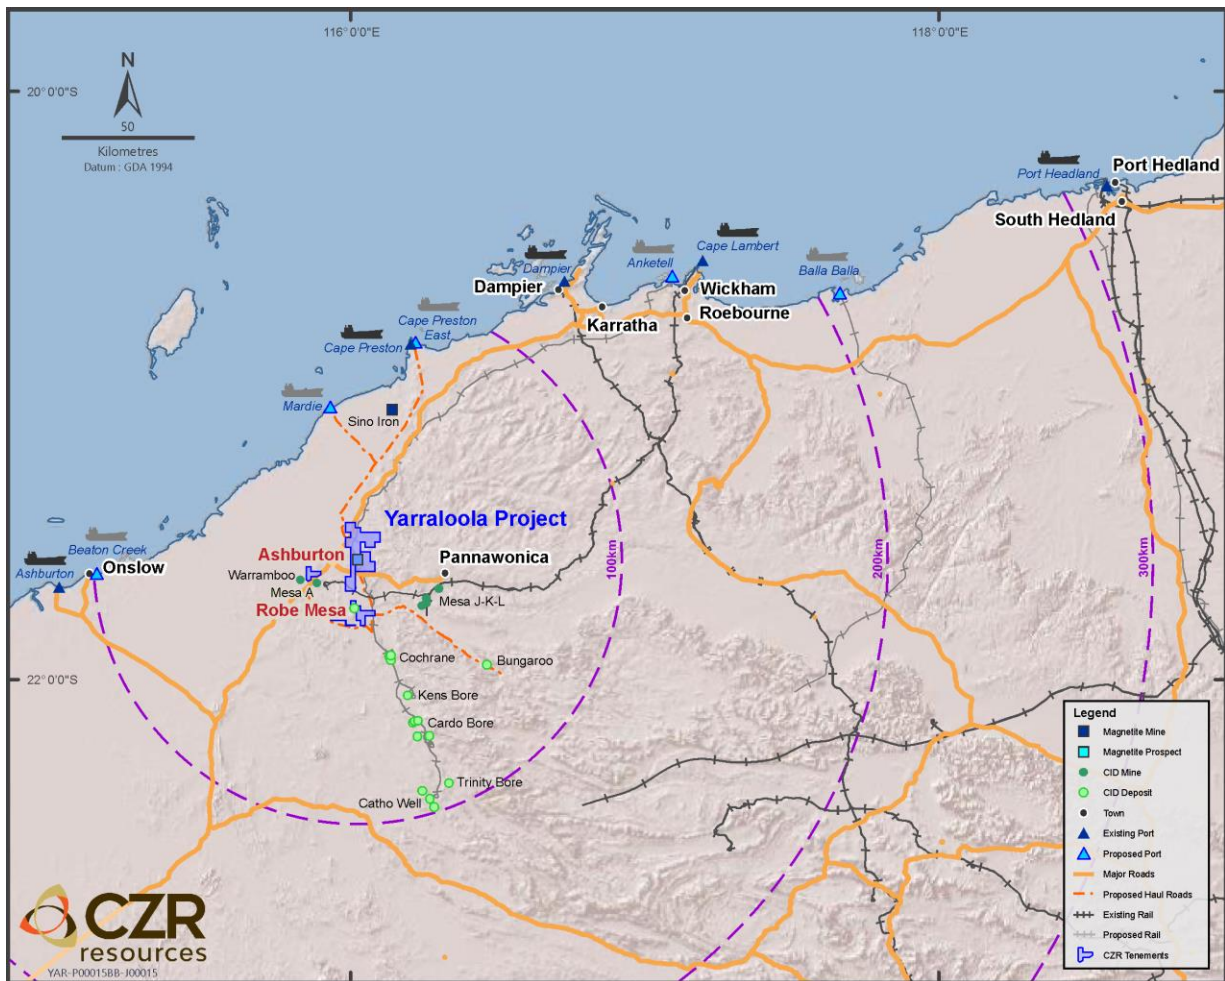 116°0'0"E
118°0'0"E
20°0'0"S
N
50
Kilometres
Datum : GDA 1994
Port Hedland
Port Headland
South Hedland
Cape Lambert
Anketell
Dampier
Balla Balla
Dampier
Wickham
Roebourne
Karratha
Cape Preston
East
Cape Preston
Mardie
Sino Iron
Yarraloola Project
Beaton Creek
Onslow
Ashburton
Ashburton
Pannawonica
Warramboo
Mesa A
Mesa J-K-L
Robe Mesa
100km
200km
300km
Cochrane
Bungaroo
22°0'0"S
Kens Bore
Cardo Bore
Trinity Bore
Catho Well
Legend
Magnetite Mine
Magnetite Prospect
CID Mine
CID Deposit
Town
Existing Port
Proposed Port
Major Roads
Proposed Haul Roads
Existing Rail
Proposed Rail
CZR Tenements
CZR
resources
YAR-P00015BB-J00015